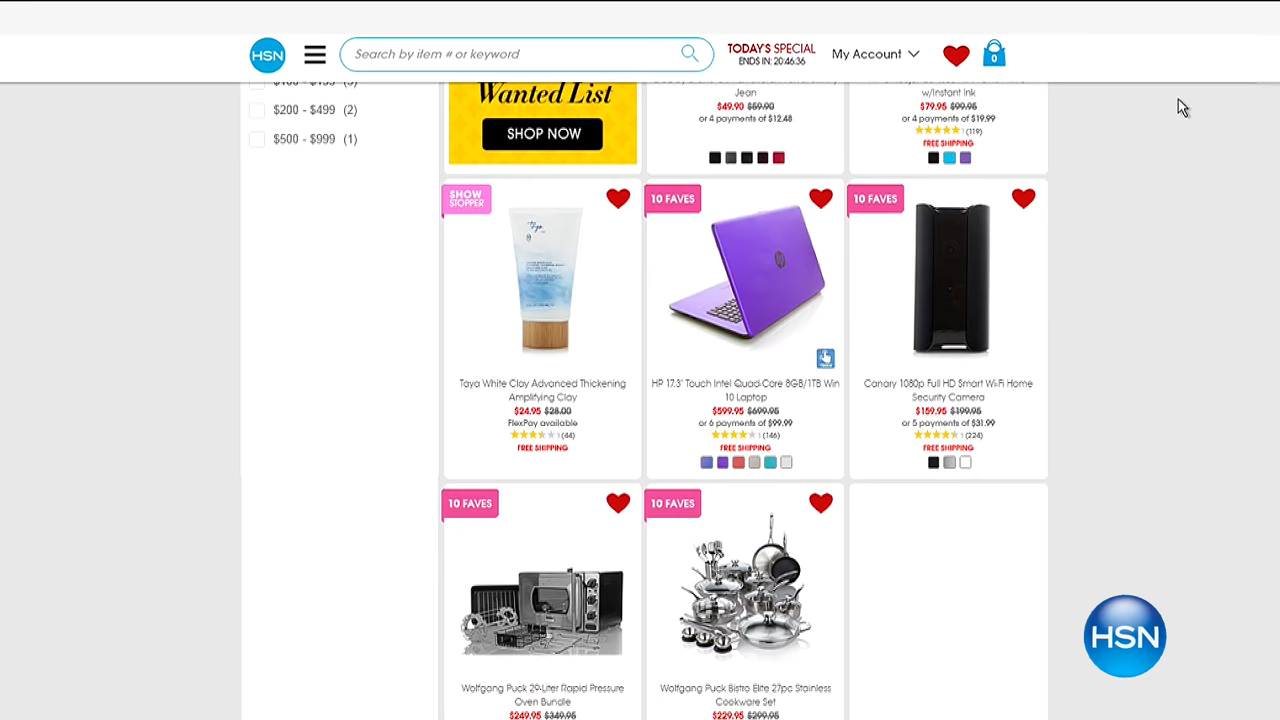 HSN
Search by item # or keyword
TODAY'S SPECIAL
ENDS IN: 20:46:36
My Account
0
$200 - $499 (2)
$500 - $999 (1)
Wanted List
SHOP NOW
Jean
$49.90 $59.90
or 4 payments of $12.48
w/Instant Ink
$79.95 $99.95
or 4 payments of $19.99
(119)
FREE SHIPPING
SHOW
STOPPER
Taya White Clay Advanced Thickening
Amplifying Clay
$24.95 $28.00
FlexPay available
(44)
FREE SHIPPING
10 FAVES
hp
HP 17.3" Touch Intel Quad-Core 8GB/1TB Win
10 Laptop
$599.95 $699.95
or 6 payments of $99.99
(146)
FREE SHIPPING
10 FAVES
Canary 1080p Full HD Smart Wi-Fi Home
Security Camera
$159.95 $199.95
or 5 payments of $31.99
(224)
FREE SHIPPING
10 FAVES
Wolfgang Puck 29-Liter Rapid Pressure
Oven Bundle
$249.95 $349.95
10 FAVES
Wolfgang Puck Bistro Elite 27pc Stainless
Cookware Set
$229.95 $299.95
HSN